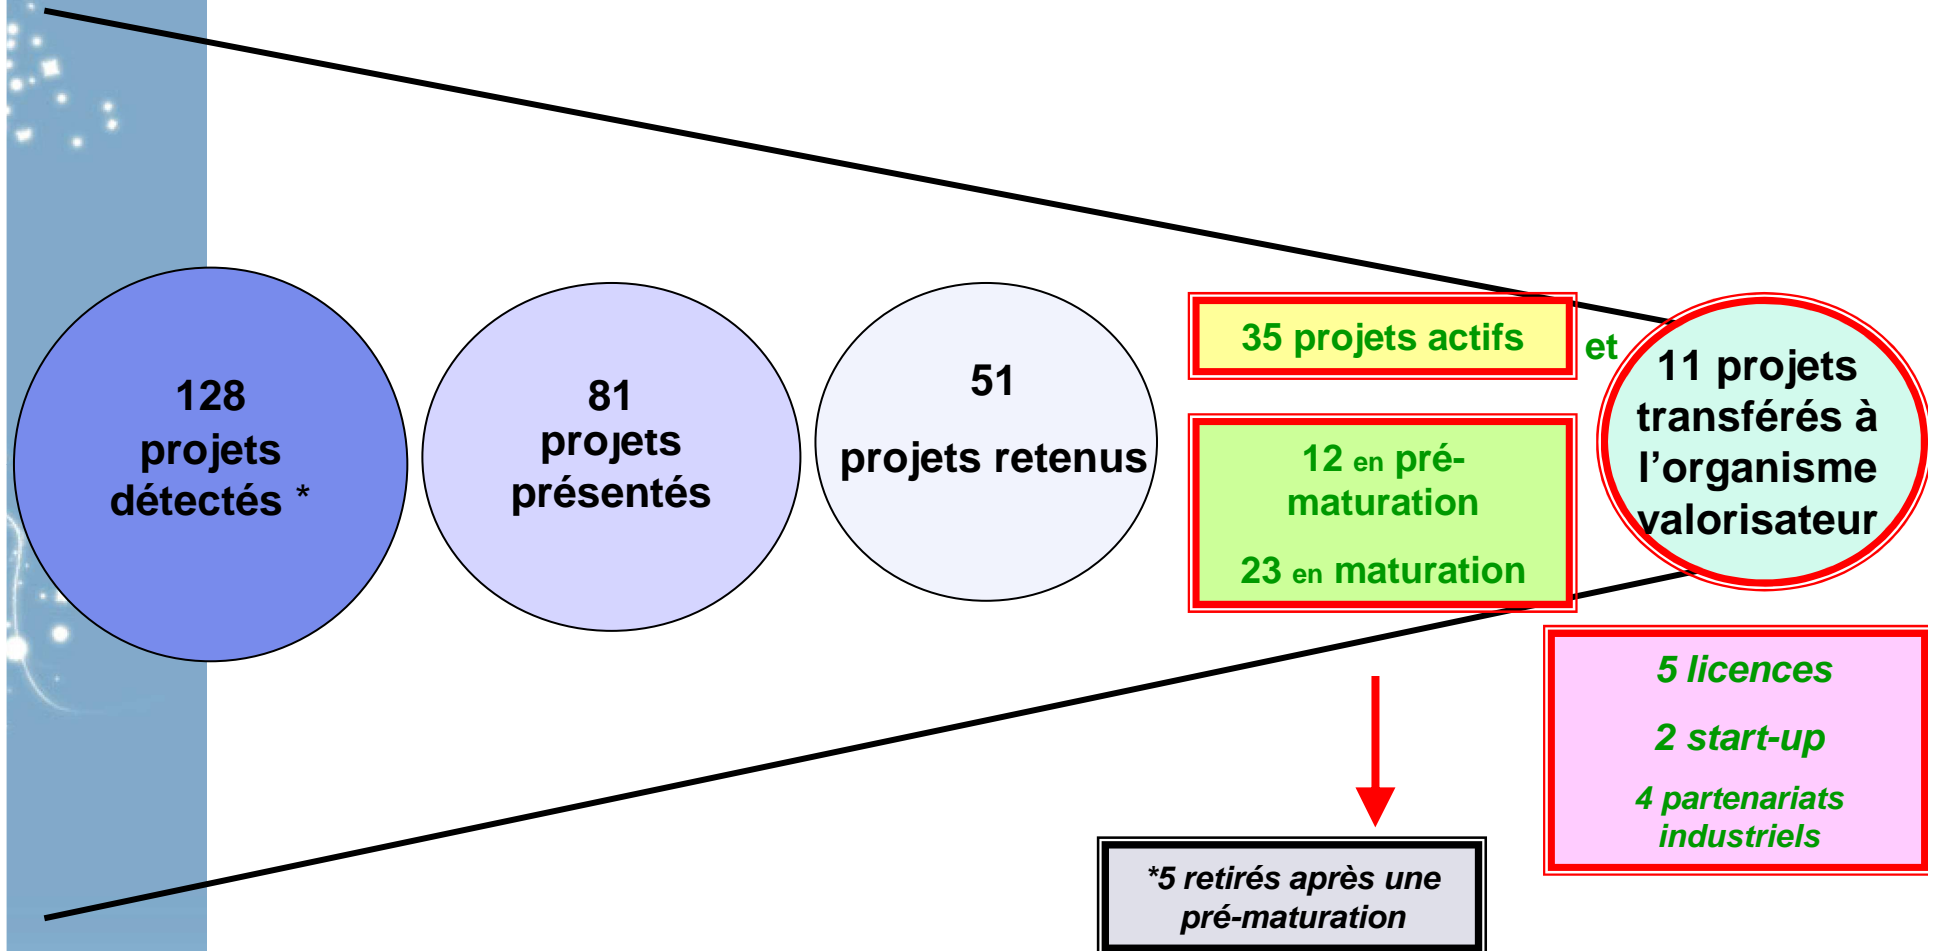 128
projets
détectés *
81
projets
présentés
51
projets retenus
35 projets actifs
et
12 en pré-
maturation
23 en maturation
11 projets
transférés à
l’organisme
valorisateur
5 licences
2 start-up
4 partenariats
industriels
*5 retirés après une
pré-maturation